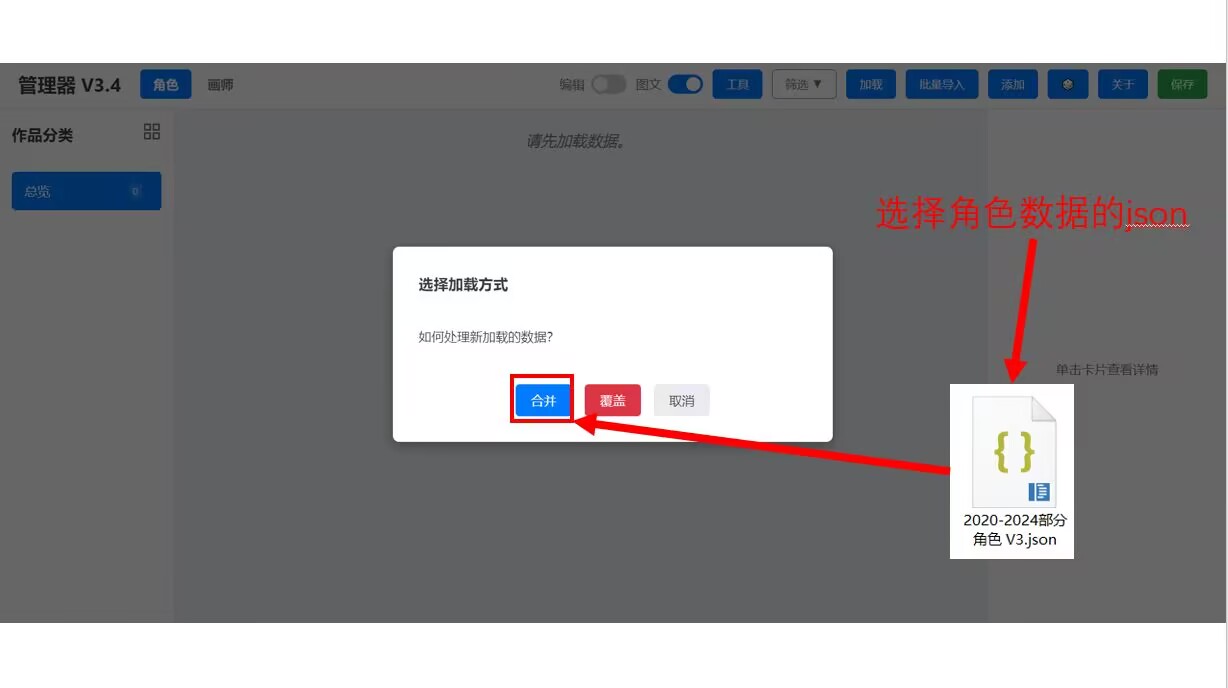 管理器 V3.4
角色
画师
编辑
图文
工具
筛选 ▼
加载
批量导入
添加
关于
保存
作品分类
总览
0
请先加载数据。
选择角色数据的json
选择加载方式
如何处理新加载的数据?
合并
覆盖
取消
单击卡片查看详情
{ }
2020-2024部分
角色 V3.json